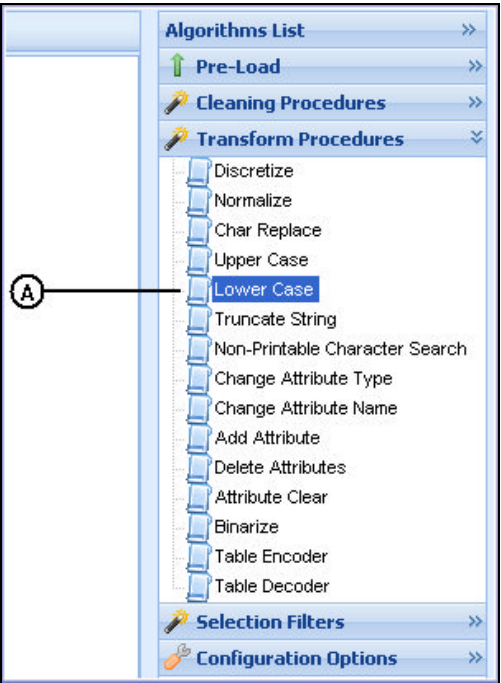 Algorithms List
Pre-Load
Cleaning Procedures
Transform Procedures
Discretize
Normalize
Char Replace
Upper Case
A
Lower Case
Truncate String
Non-Printable Character Search
Change Attribute Type
Change Attribute Name
Add Attribute
Delete Attributes
Attribute Clear
Binarize
Table Encoder
Table Decoder
Selection Filters
Configuration Options